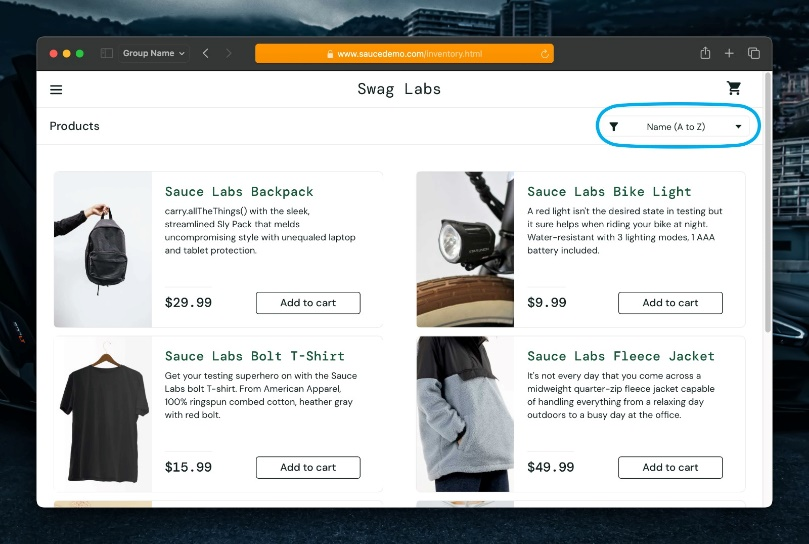 Group Name
www.saucedemo.com/inventory.html
Swag Labs
Products
Name (A to Z)
Sauce Labs Backpack
carry.allTheThings() with the sleek,
streamlined Sly Pack that melds
uncompromising style with unequaled laptop
and tablet protection.
$29.99
Add to cart
Sauce Labs Bike Light
A red light isn't the desired state in testing but
it sure helps when riding your bike at night.
Water-resistant with 3 lighting modes, 1 AAA
battery included.
$9.99
Add to cart
Sauce Labs Bolt T-Shirt
Get your testing superhero on with the Sauce
Labs bolt T-shirt. From American Apparel,
100% ringspun combed cotton, heather gray
with red bolt.
$15.99
Add to cart
Sauce Labs Fleece Jacket
It's not every day that you come across a
midweight quarter-zip fleece jacket capable
of handling everything from a relaxing day
outdoors to a busy day at the office.
$49.99
Add to cart